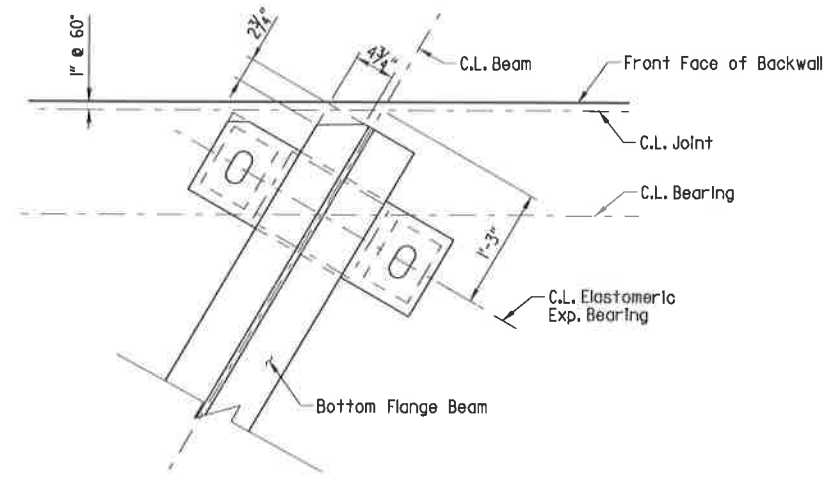 1" @ 60°
2¾"
4¾"
C.L. Beam
Front Face of Backwall
C.L. Joint
C.L. Bearing
1'-3"
C.L. Elastomeric
Exp. Bearing
Bottom Flange Beam